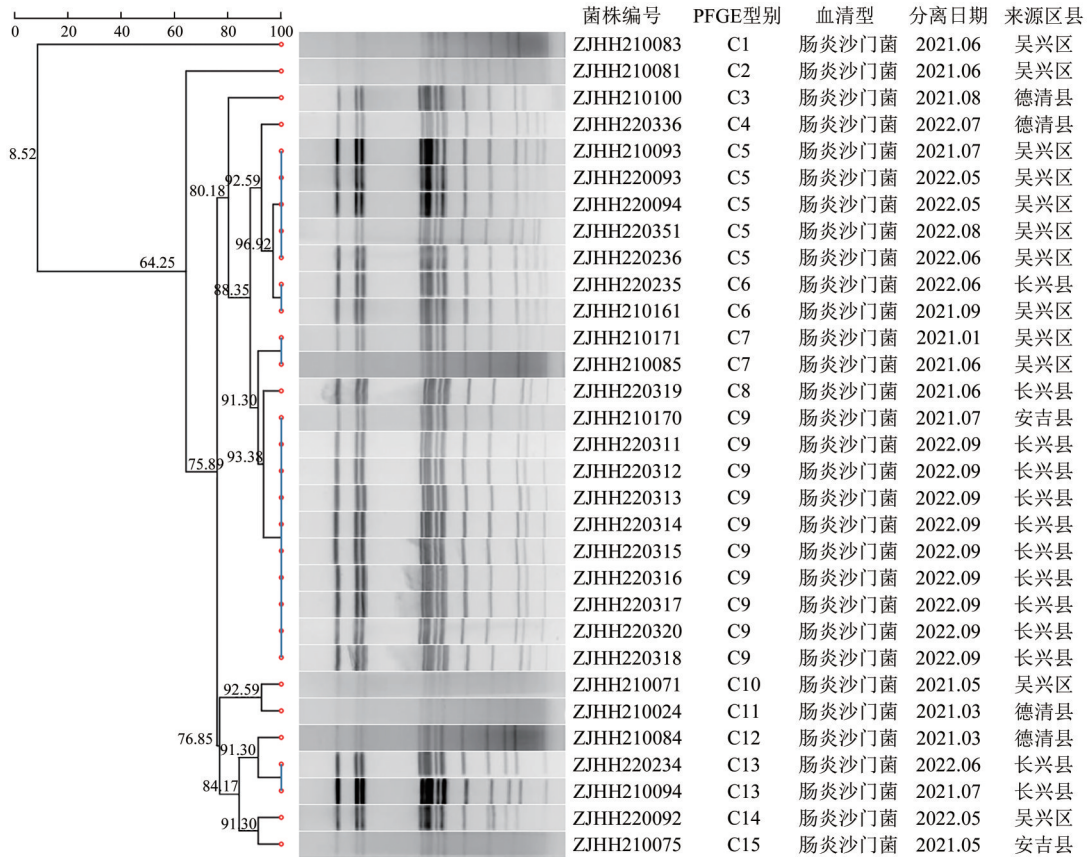 菌株编号 PFGE型别 血清型 分离日期 来源区县
0 20 40 60 80 100
ZJHH210083 C1 肠炎沙门菌 2021.06 吴兴区
ZJHH210081 C2 肠炎沙门菌 2021.06 吴兴区
ZJHH210100 C3 肠炎沙门菌 2021.08 德清县
ZJHH220336 C4 肠炎沙门菌 2022.07 德清县
8.52 ZJHH210093 C5 肠炎沙门菌 2021.07 吴兴区
92.59 ZJHH220093 C5 肠炎沙门菌 2022.05 吴兴区
80.18 ZJHH220094 C5 肠炎沙门菌 2022.05 吴兴区
ZJHH220351 C5 肠炎沙门菌 2022.08 吴兴区
96.92
64.25 ZJHH220236 C5 肠炎沙门菌 2022.06 吴兴区
88.35 ZJHH220235 C6 肠炎沙门菌 2022.06 长兴县
ZJHH210161 C6 肠炎沙门菌 2021.09 吴兴区
ZJHH210171 C7 肠炎沙门菌 2021.01 吴兴区
ZJHH210085 C7 肠炎沙门菌 2021.06 吴兴区
91.30 ZJHH220319 C8 肠炎沙门菌 2021.06 长兴县
ZJHH210170 C9 肠炎沙门菌 2021.07 安吉县
93.38 ZJHH220311 C9 肠炎沙门菌 2022.09 长兴县
75.89 ZJHH220312 C9 肠炎沙门菌 2022.09 长兴县
ZJHH220313 C9 肠炎沙门菌 2022.09 长兴县
ZJHH220314 C9 肠炎沙门菌 2022.09 长兴县
ZJHH220315 C9 肠炎沙门菌 2022.09 长兴县
ZJHH220316 C9 肠炎沙门菌 2022.09 长兴县
ZJHH220317 C9 肠炎沙门菌 2022.09 长兴县
ZJHH220320 C9 肠炎沙门菌 2022.09 长兴县
ZJHH220318 C9 肠炎沙门菌 2022.09 长兴县
92.59 ZJHH210071 C10 肠炎沙门菌 2021.05 吴兴区
ZJHH210024 C11 肠炎沙门菌 2021.03 德清县
76.85 ZJHH210084 C12 肠炎沙门菌 2021.03 德清县
91.30 ZJHH220234 C13 肠炎沙门菌 2022.06 长兴县
84.17 ZJHH210094 C13 肠炎沙门菌 2021.07 长兴县
91.30 ZJHH220092 C14 肠炎沙门菌 2022.05 吴兴区
ZJHH210075 C15 肠炎沙门菌 2021.05 安吉县